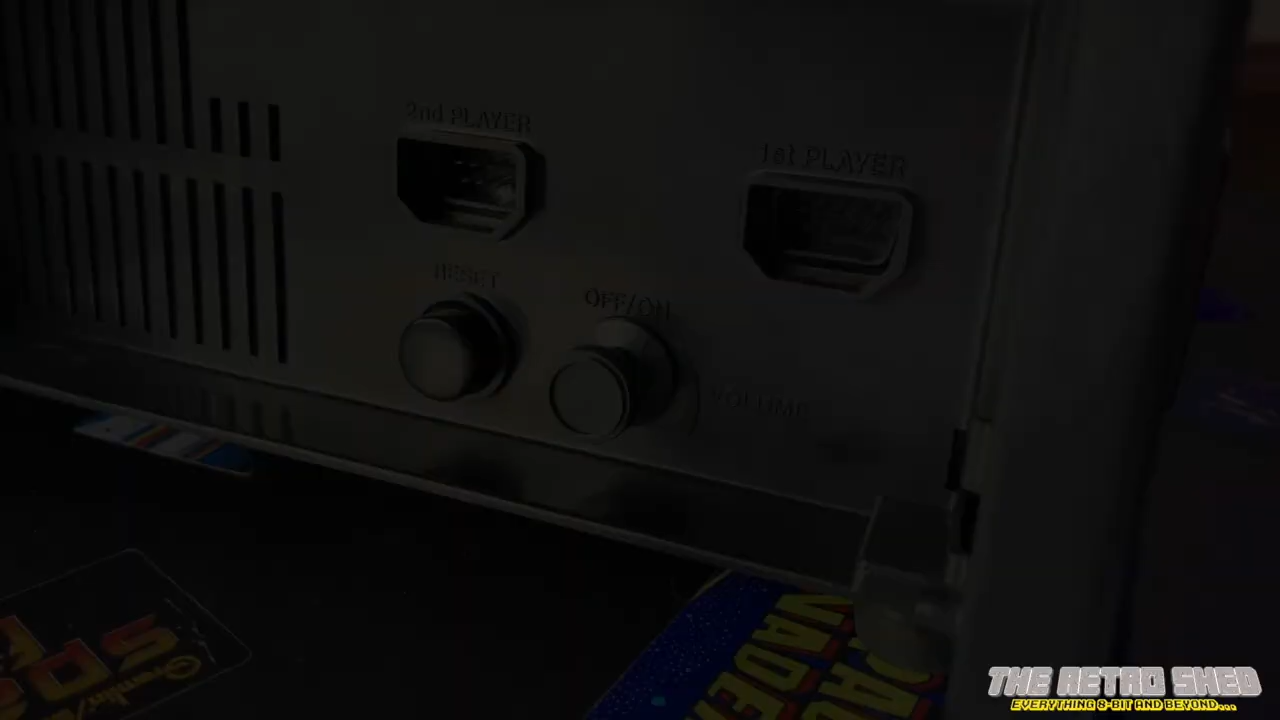 2nd PLAYER
1st PLAYER
RESET
OFF/ON
VOLUME
THE RETRO SHED
EVERYTHING 8-BIT AND BEYOND...